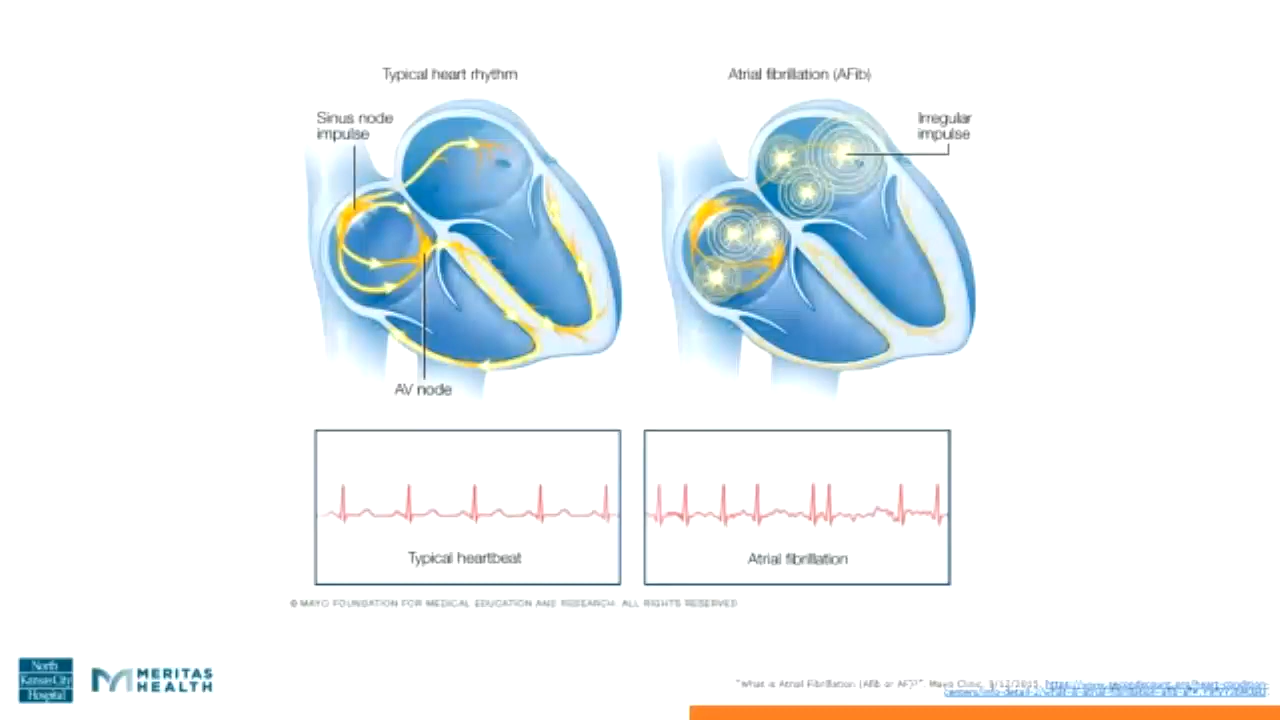 Typical heart rhythm
Atrial fibrillation (AFib)
Sinus node
impulse
Irregular
impulse
AV node
Typical heartbeat
Atrial fibrillation
© MAYO FOUNDATION FOR MEDICAL EDUCATION AND RESEARCH. ALL RIGHTS RESERVED.
North
Kansas City
Hospital
MERITAS
HEALTH
"What is Atrial Fibrillation (AFib or AF)?". Mayo Clinic,